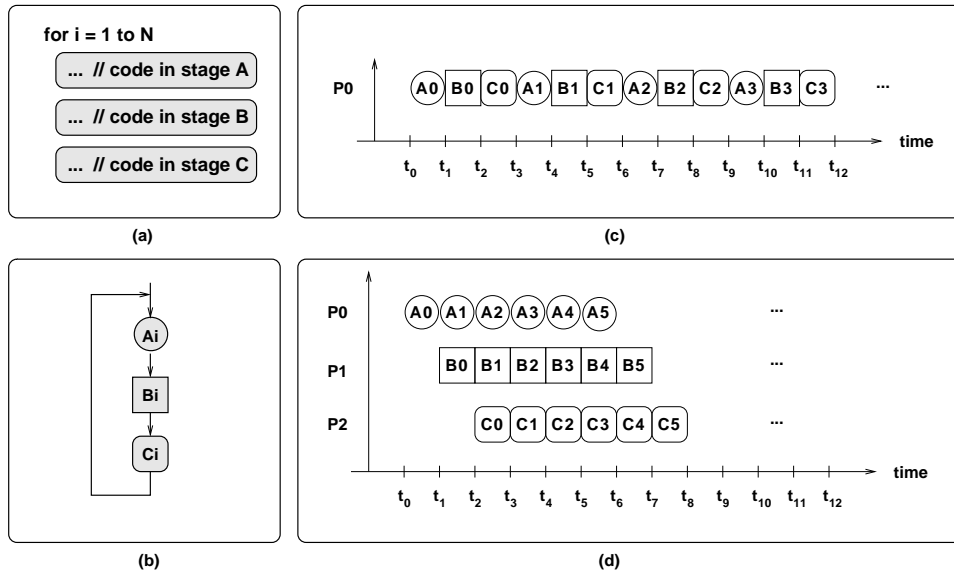 for i = 1 to N
... // code in stage A
... // code in stage B
... // code in stage C
(a)
P0 A0 B0 C0 A1 B1 C1 A2 B2 C2 A3 B3 C3 ...
time
t0 t1 t2 t3 t4 t5 t6 t7 t8 t9 t10 t11 t12
(c)
Ai
Bi
Ci
(b)
P0 A0 A1 A2 A3 A4 A5 ...
P1 B0 B1 B2 B3 B4 B5 ...
P2 C0 C1 C2 C3 C4 C5 ...
time
t0 t1 t2 t3 t4 t5 t6 t7 t8 t9 t10 t11 t12
(d)